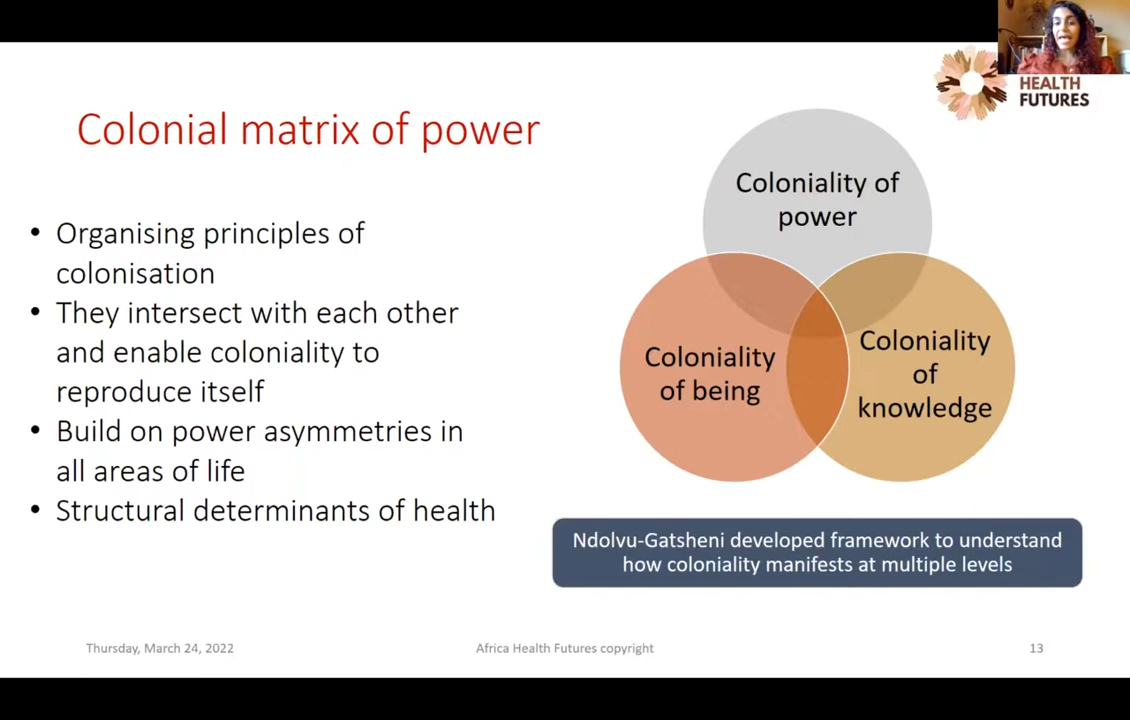 HEALTH
FUTURES
Colonial matrix of power
• Organising principles of
colonisation
• They intersect with each other
and enable coloniality to
reproduce itself
• Build on power asymmetries in
all areas of life
• Structural determinants of health
Coloniality of
power
Coloniality
of being
Coloniality
of
knowledge
Ndolvu-Gatsheni developed framework to understand
how coloniality manifests at multiple levels
Thursday, March 24, 2022
Africa Health Futures copyright
13